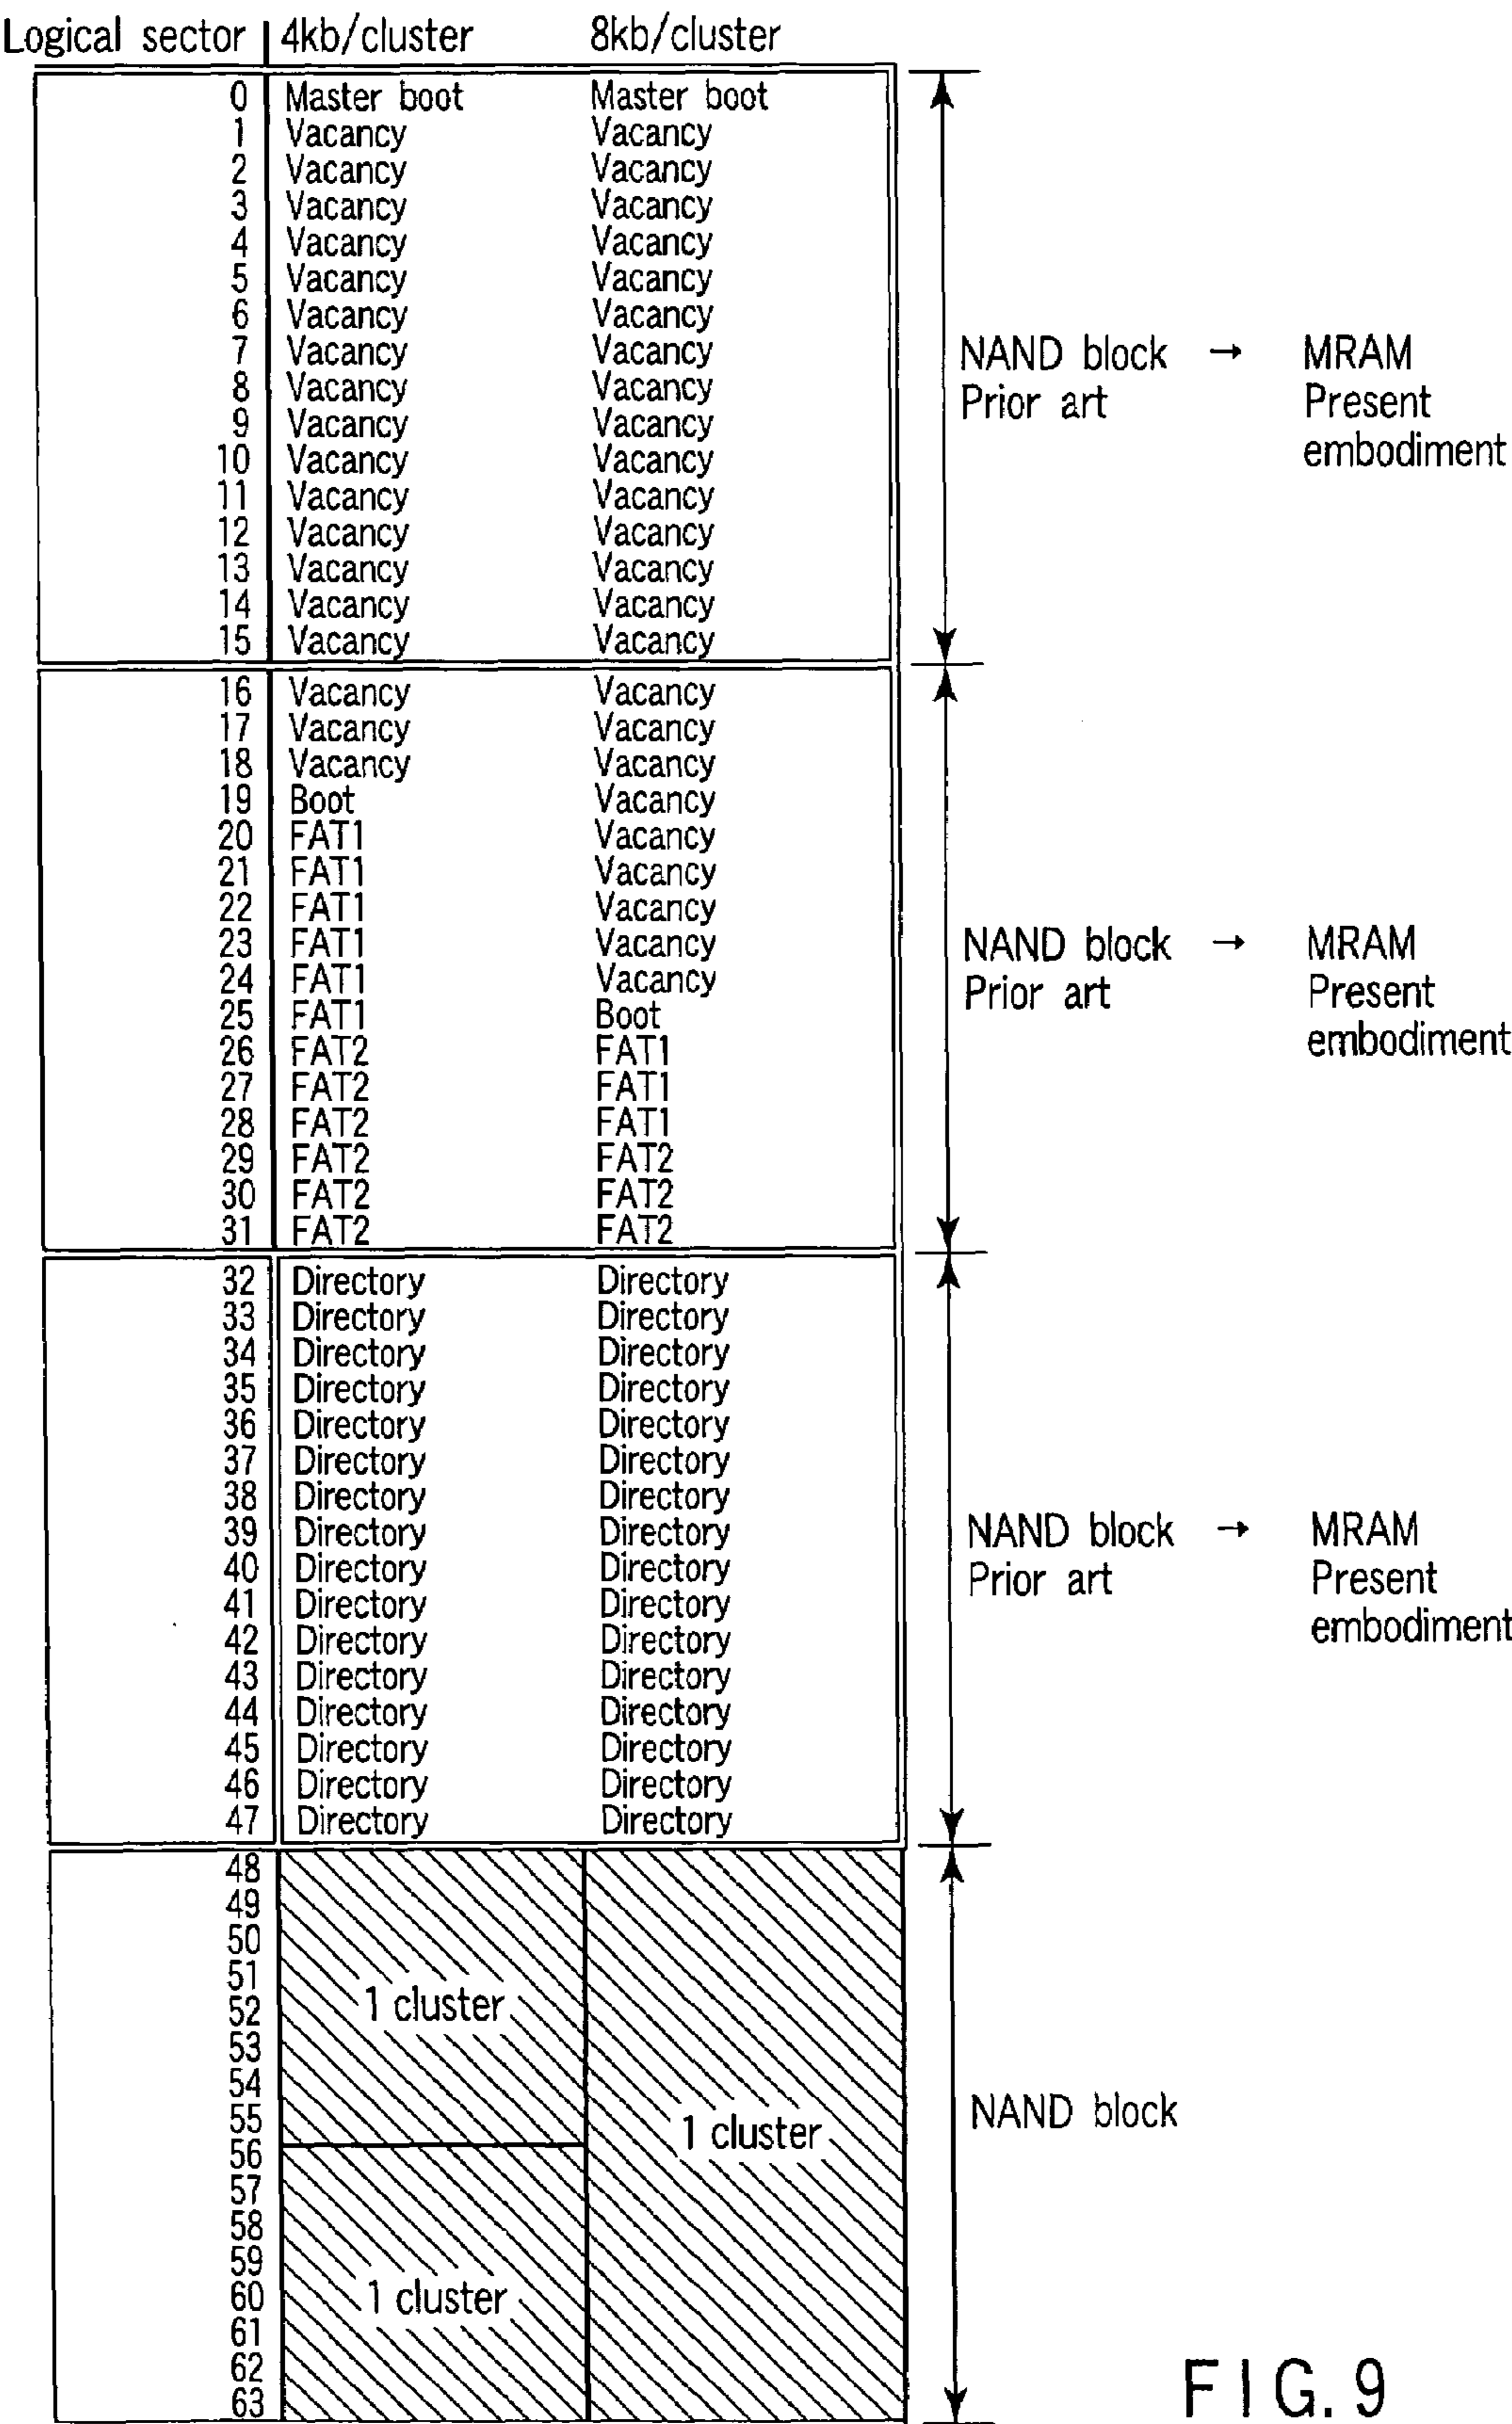 Logical sector 4kb/cluster 8kb/cluster
0 Master boot Master boot
1 Vacancy Vacancy
2 Vacancy Vacancy
3 Vacancy Vacancy
4 Vacancy Vacancy
5 Vacancy Vacancy
6 Vacancy Vacancy
7 Vacancy Vacancy
8 Vacancy Vacancy
9 Vacancy Vacancy
10 Vacancy Vacancy
11 Vacancy Vacancy
12 Vacancy Vacancy
13 Vacancy Vacancy
14 Vacancy Vacancy
15 Vacancy Vacancy
NAND block → MRAM
Prior art Present
embodiment
16 Vacancy Vacancy
17 Vacancy Vacancy
18 Vacancy Vacancy
19 Boot Vacancy
20 FAT1 Vacancy
21 FAT1 Vacancy
22 FAT1 Vacancy
23 FAT1 Vacancy
24 FAT1 Vacancy
25 FAT1 Boot
26 FAT2 FAT1
27 FAT2 FAT1
28 FAT2 FAT1
29 FAT2 FAT2
30 FAT2 FAT2
31 FAT2 FAT2
NAND block → MRAM
Prior art Present
embodiment
32 Directory Directory
33 Directory Directory
34 Directory Directory
35 Directory Directory
36 Directory Directory
37 Directory Directory
38 Directory Directory
39 Directory Directory
40 Directory Directory
41 Directory Directory
42 Directory Directory
43 Directory Directory
44 Directory Directory
45 Directory Directory
46 Directory Directory
47 Directory Directory
NAND block → MRAM
Prior art Present
embodiment
48
49
50
51
52
53
54
55
56
57
58
59
60
61
62
63
1 cluster
1 cluster
1 cluster
NAND block
FIG. 9